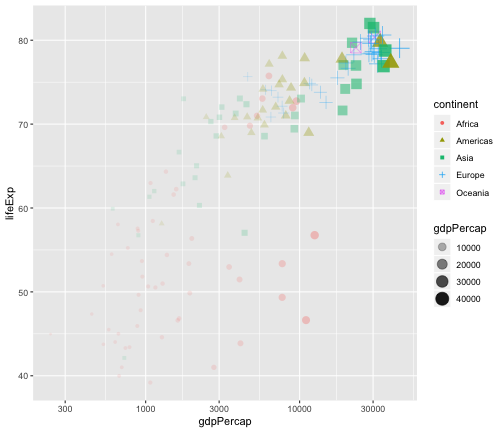 80
70
60
50
40
lifeExp
300
1000
3000
10000
30000
gdpPercap
continent
Africa
Americas
Asia
Europe
Oceania
gdpPercap
10000
20000
30000
40000